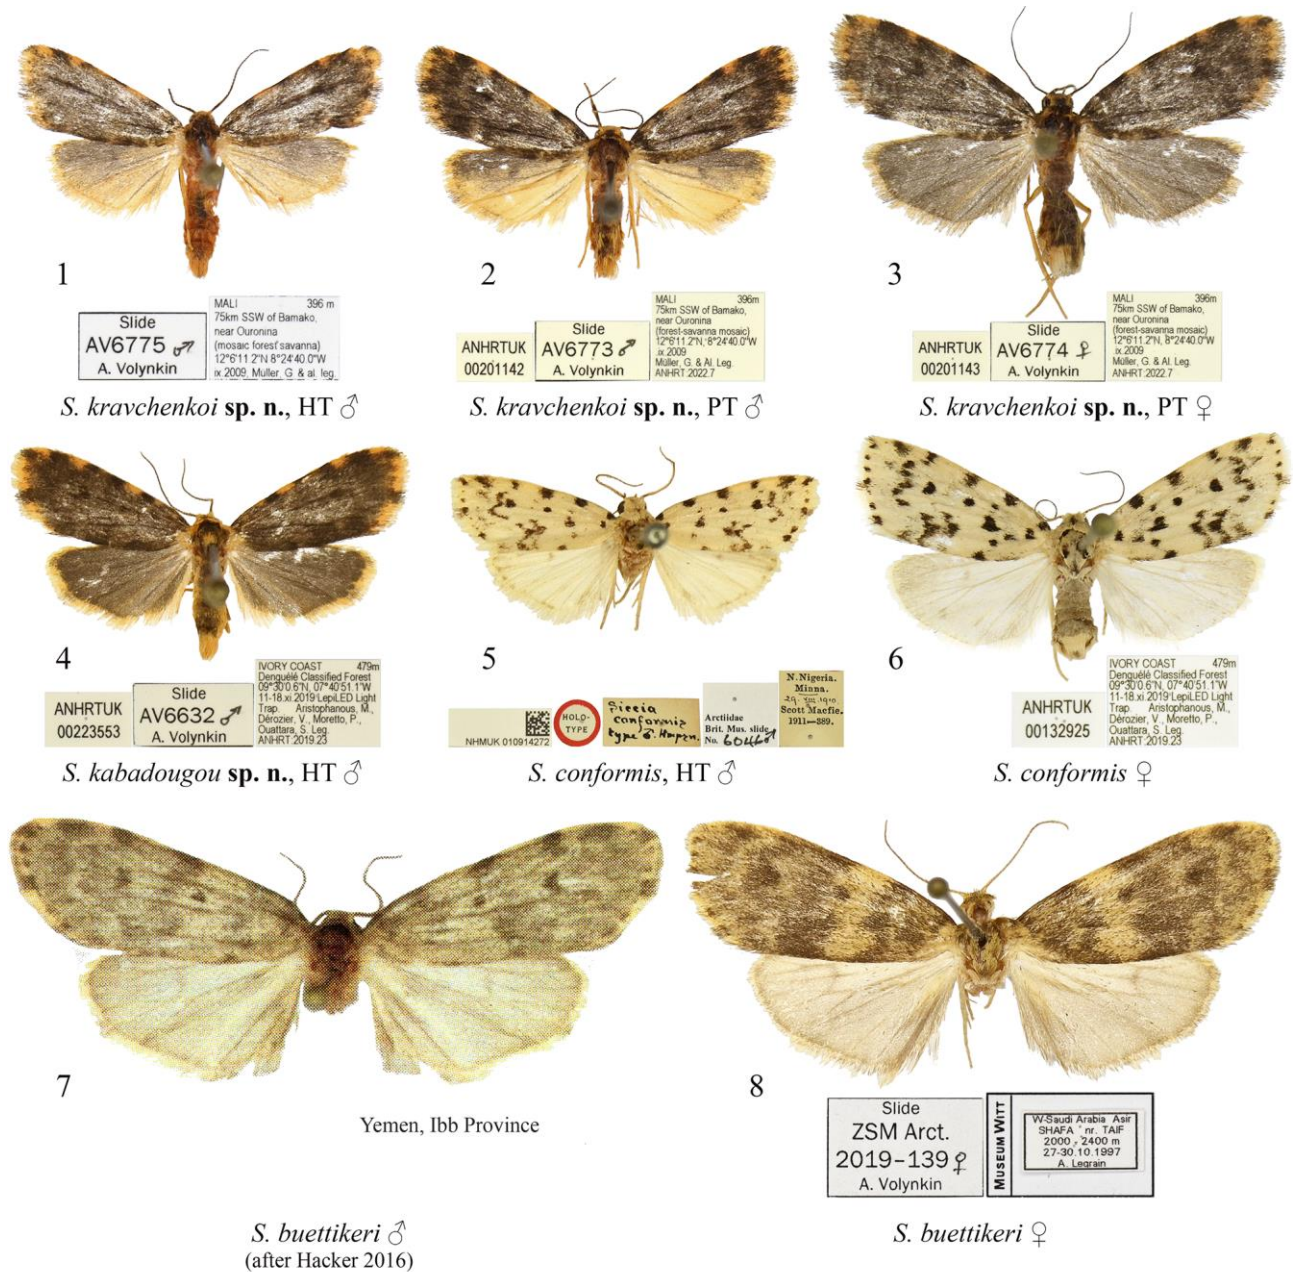 1
Slide
AV6775 ♂
A. Volynkin
MALI 396 m
75km SSW of Bamako,
near Ouronina
(mosaic forest savanna)
12°6'11.2"N 8°24'40.0"W
ix.2009, Müller, G. & al. leg.
S. kravchenkoi sp. n., HT ♂
2
ANHRTUK
00201142
Slide
AV6773 ♂
A. Volynkin
MALI 396m
75km SSW of Bamako,
near Ouronina
(forest-savanna mosaic)
12°6'11.2"N, 8°24'40.0"W
ix.2009
Müller, G. & Al. Leg.
ANHRT:2022.7
S. kravchenkoi sp. n., PT ♂
3
ANHRTUK
00201143
Slide
AV6774 ♀
A. Volynkin
MALI 396m
75km SSW of Bamako,
near Ouronina
(forest-savanna mosaic)
12°6'11.2"N, 8°24'40.0"W
ix.2009
Müller, G. & Al. Leg.
ANHRT:2022.7
S. kravchenkoi sp. n., PT ♀
4
ANHRTUK
00223553
Slide
AV6632 ♂
A. Volynkin
IVORY COAST 479m
Denguélé Classified Forest
09°30'0.6"N, 07°40'51.1"W
11-18.xi.2019 LepiLED Light
Trap. Aristophanous, M.,
Dérozier, V., Moretto, P.,
Ouattara, S. Leg.
ANHRT:2019.23
S. kabadougou sp. n., HT ♂
5
NHMUK 010914272
HOLO-
TYPE
Siccia
conformis
type ♂. Hmpsn.
Arctiidae
Brit. Mus. slide
No.
N. Nigeria.
Minna.
1910
Scott Macfie.
1911—389.
S. conformis, HT ♂
6
ANHRTUK
00132925
IVORY COAST 479m
Denguélé Classified Forest
09°30'0.6"N, 07°40'51.1"W
11-18.xi.2019 LepiLED Light
Trap. Aristophanous, M.,
Dérozier, V., Moretto, P.,
Ouattara, S. Leg.
ANHRT:2019.23
S. conformis ♀
7
Yemen, Ibb Province
S. buettikeri ♂
(after Hacker 2016)
8
Slide
ZSM Arct.
2019-139 ♀
A. Volynkin
MUSEUM WITT
W-Saudi Arabia Asir
SHAFA nr. TAIF
2000 - 2400 m
27-30.10.1997
A. Legrain
S. buettikeri ♀